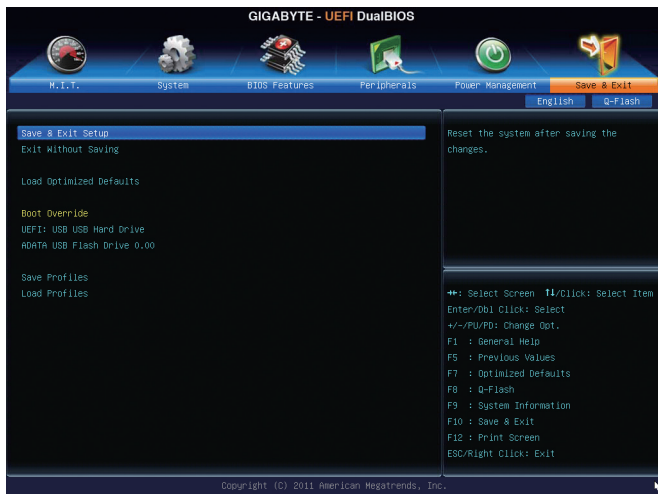 GIGABYTE - UEFI DualBIOS
M.I.T. System BIOS Features Peripherals Power Management Save & Exit
English Q-Flash
Save & Exit Setup
Exit Without Saving
Load Optimized Defaults
Boot Override
UEFI: USB USB Hard Drive
ADATA USB Flash Drive 0.00
Save Profiles
Load Profiles
Reset the system after saving the
changes.
→←: Select Screen ↑↓/Click: Select Item
Enter/Dbl Click: Select
+/-/PU/PD: Change Opt.
F1 : General Help
F5 : Previous Values
F7 : Optimized Defaults
F8 : Q-Flash
F9 : System Information
F10 : Save & Exit
F12 : Print Screen
ESC/Right Click: Exit
Copyright (C) 2011 American Megatrends, Inc.